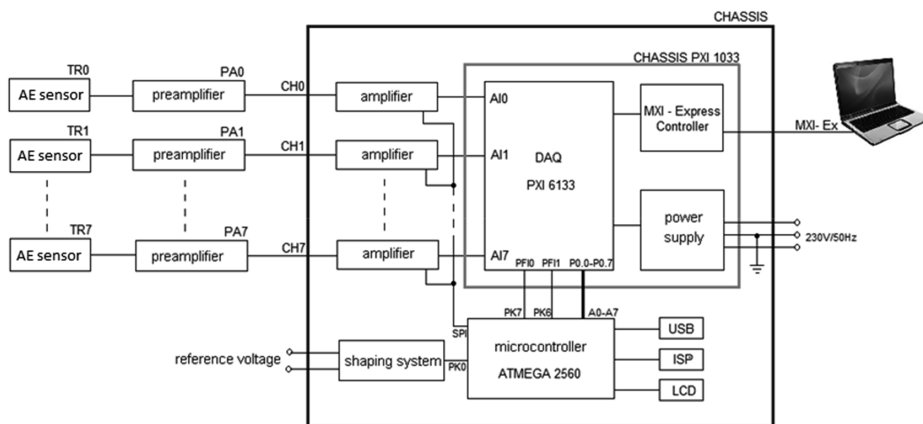 CHASSIS
CHASSIS PXI 1033
TR0
PA0
CH0
AE sensor
preamplifier
amplifier
AI0
MXI - Express
Controller
MXI- Ex
TR1
PA1
CH1
AE sensor
preamplifier
amplifier
AI1
DAQ
PXI 6133
TR7
PA7
CH7
AE sensor
preamplifier
amplifier
AI7
power
supply
230V/50Hz
PFI0
PFI1
P0.0-P0.7
PK7
PK6
A0-A7
SPI
microcontroller
ATMEGA 2560
USB
ISP
LCD
reference voltage
shaping system
PK0